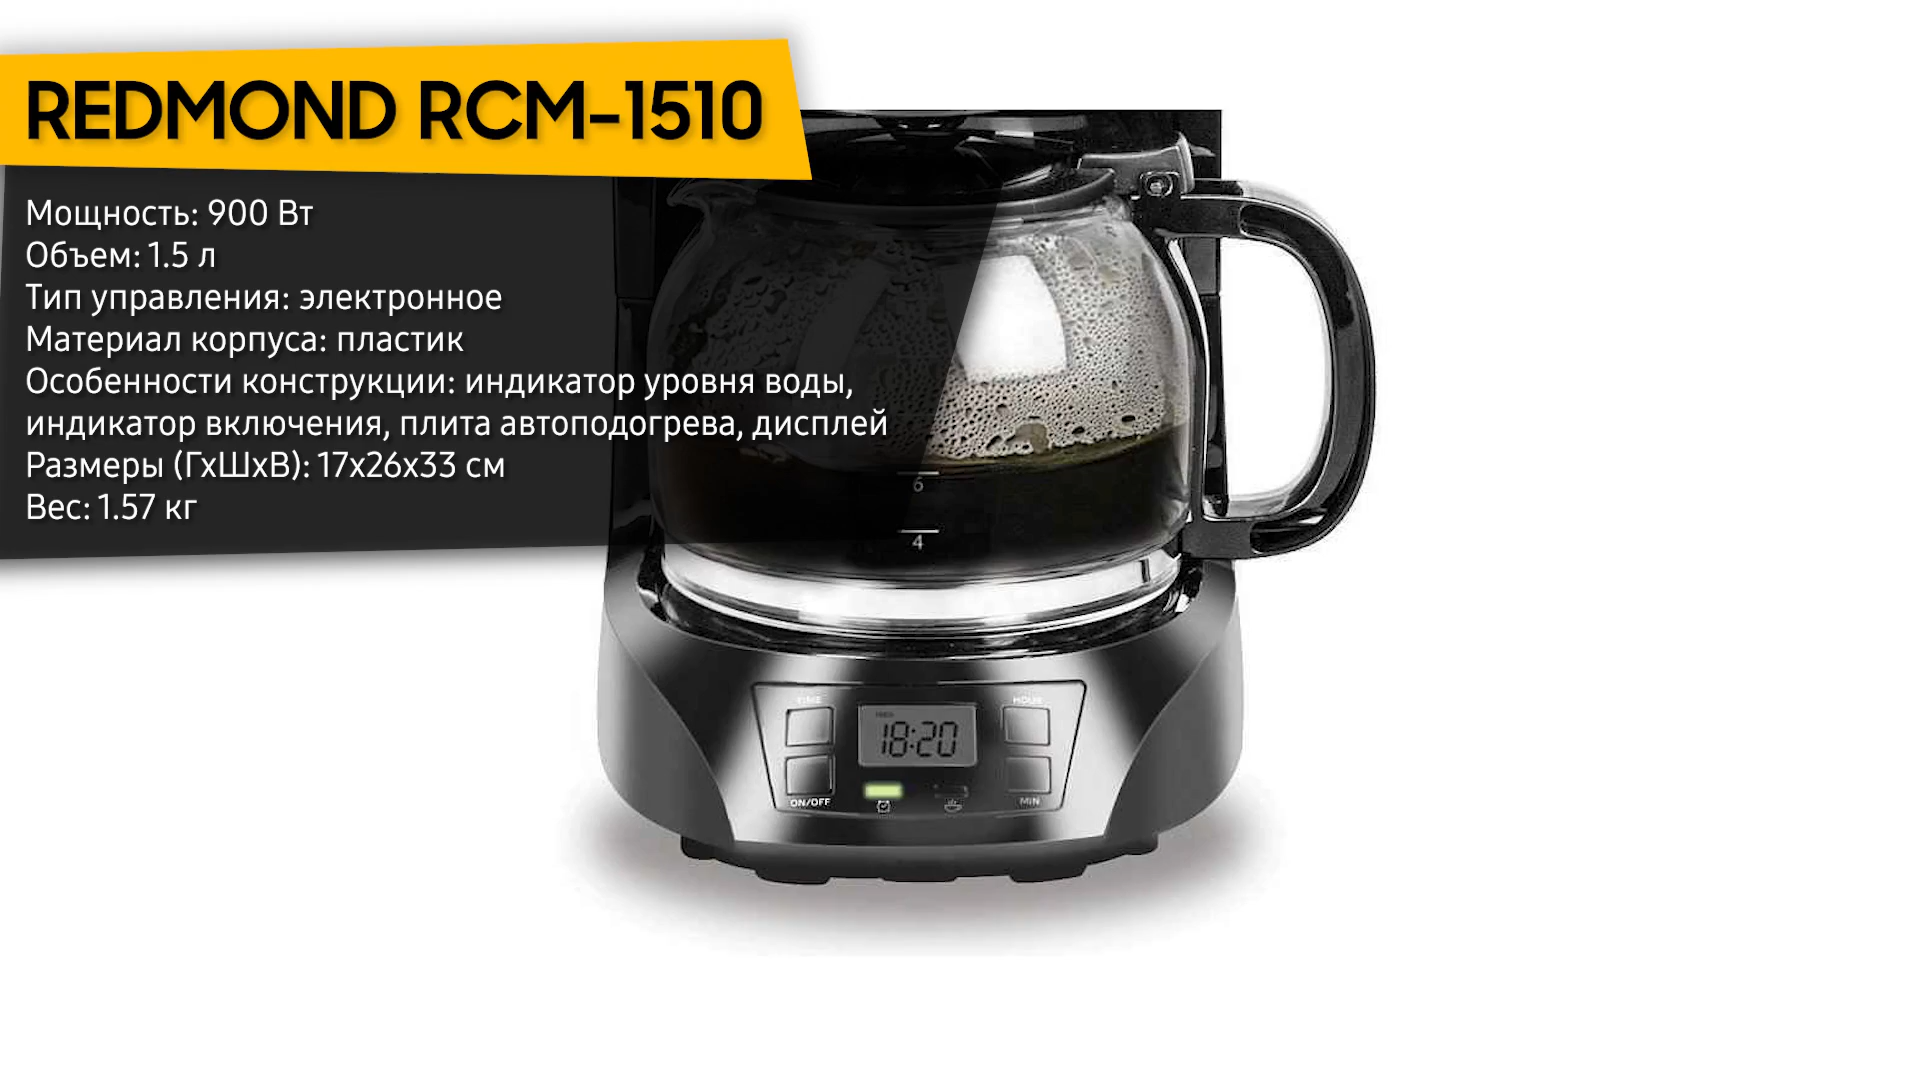 REDMOND RCM-1510
Мощность: 900 Вт
Объем: 1.5 л
Тип управления: электронное
Материал корпуса: пластик
Особенности конструкции: индикатор уровня воды,
индикатор включения, плита автоподогрева, дисплей
Размеры (ГхШхВ): 17x26x33 см
Вес: 1.57 кг
6
4
TIME
HOUR
18:20
ON/OFF
MIN